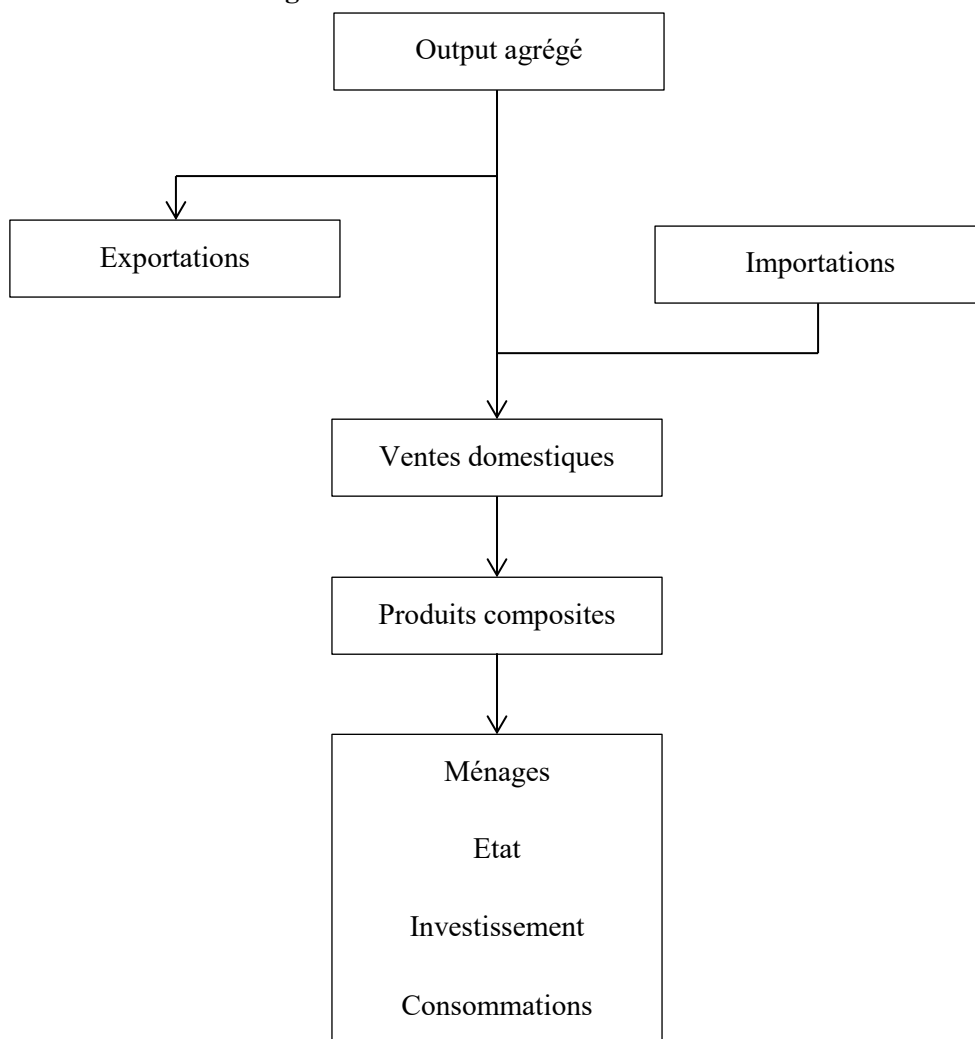 Output agrégé
Exportations
Importations
Ventes domestiques
Produits composites
Ménages
Etat
Investissement
Consommations